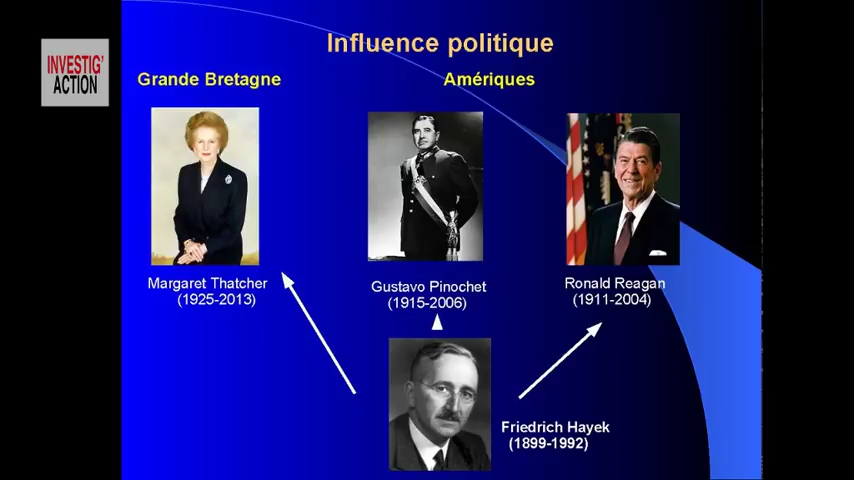 INVESTIG'
ACTION
Influence politique
Grande Bretagne
Amériques
Margaret Thatcher
(1925-2013)
Gustavo Pinochet
(1915-2006)
Ronald Reagan
(1911-2004)
Friedrich Hayek
(1899-1992)